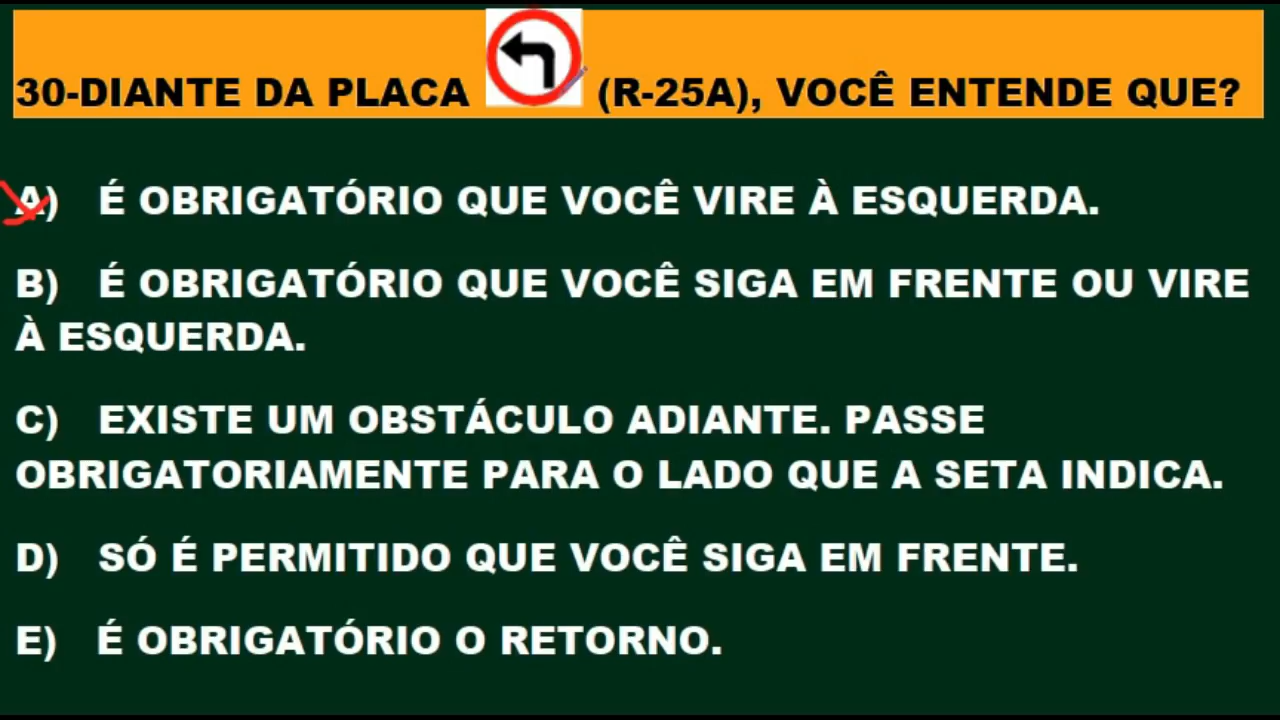 30-DIANTE DA PLACA (R-25A), VOCÊ ENTENDE QUE?
A) É OBRIGATÓRIO QUE VOCÊ VIRE À ESQUERDA.
B) É OBRIGATÓRIO QUE VOCÊ SIGA EM FRENTE OU VIRE
À ESQUERDA.
C) EXISTE UM OBSTÁCULO ADIANTE. PASSE
OBRIGATORIAMENTE PARA O LADO QUE A SETA INDICA.
D) SÓ É PERMITIDO QUE VOCÊ SIGA EM FRENTE.
E) É OBRIGATÓRIO O RETORNO.